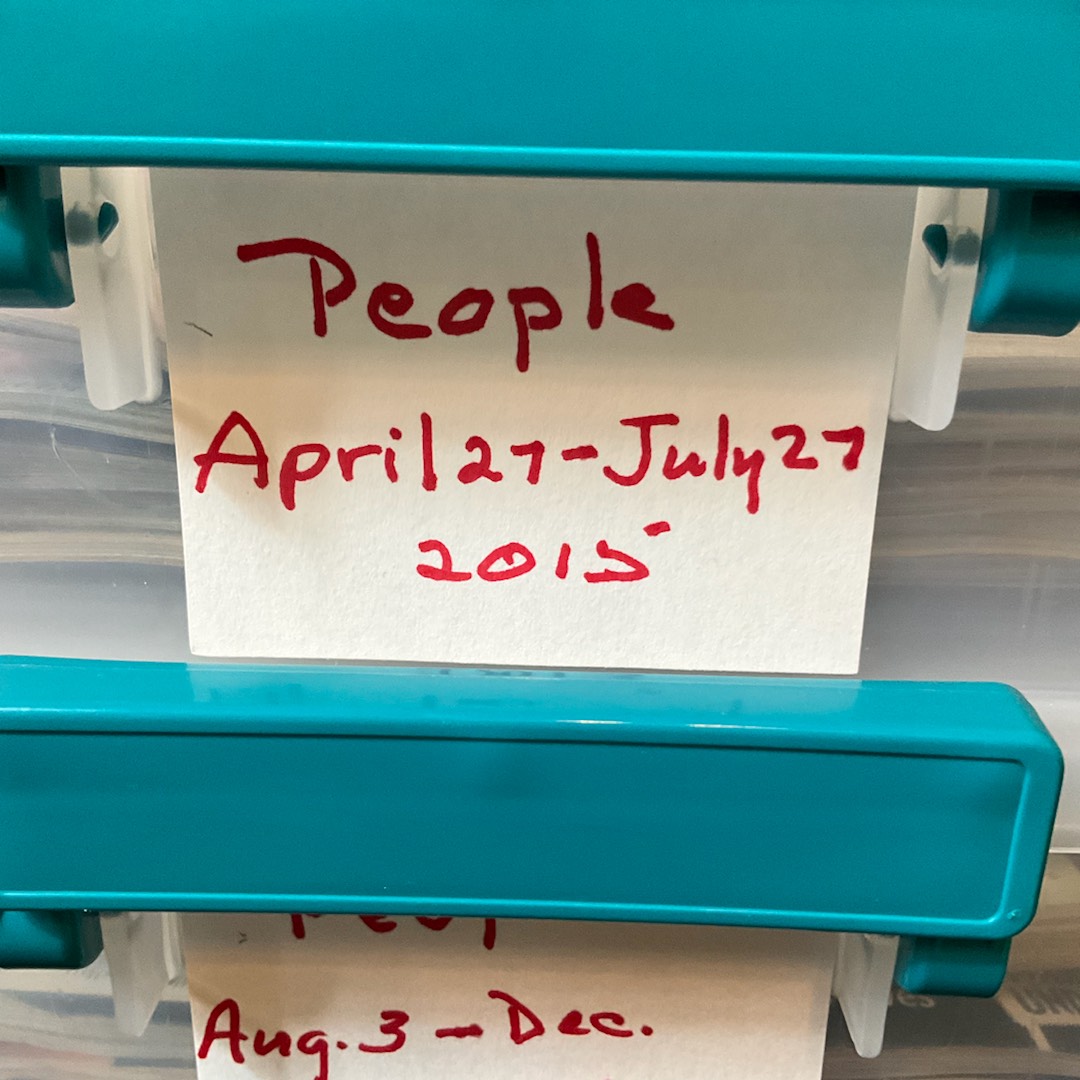 People
April 27-July 27
2015
Aug. 3 - Dec.